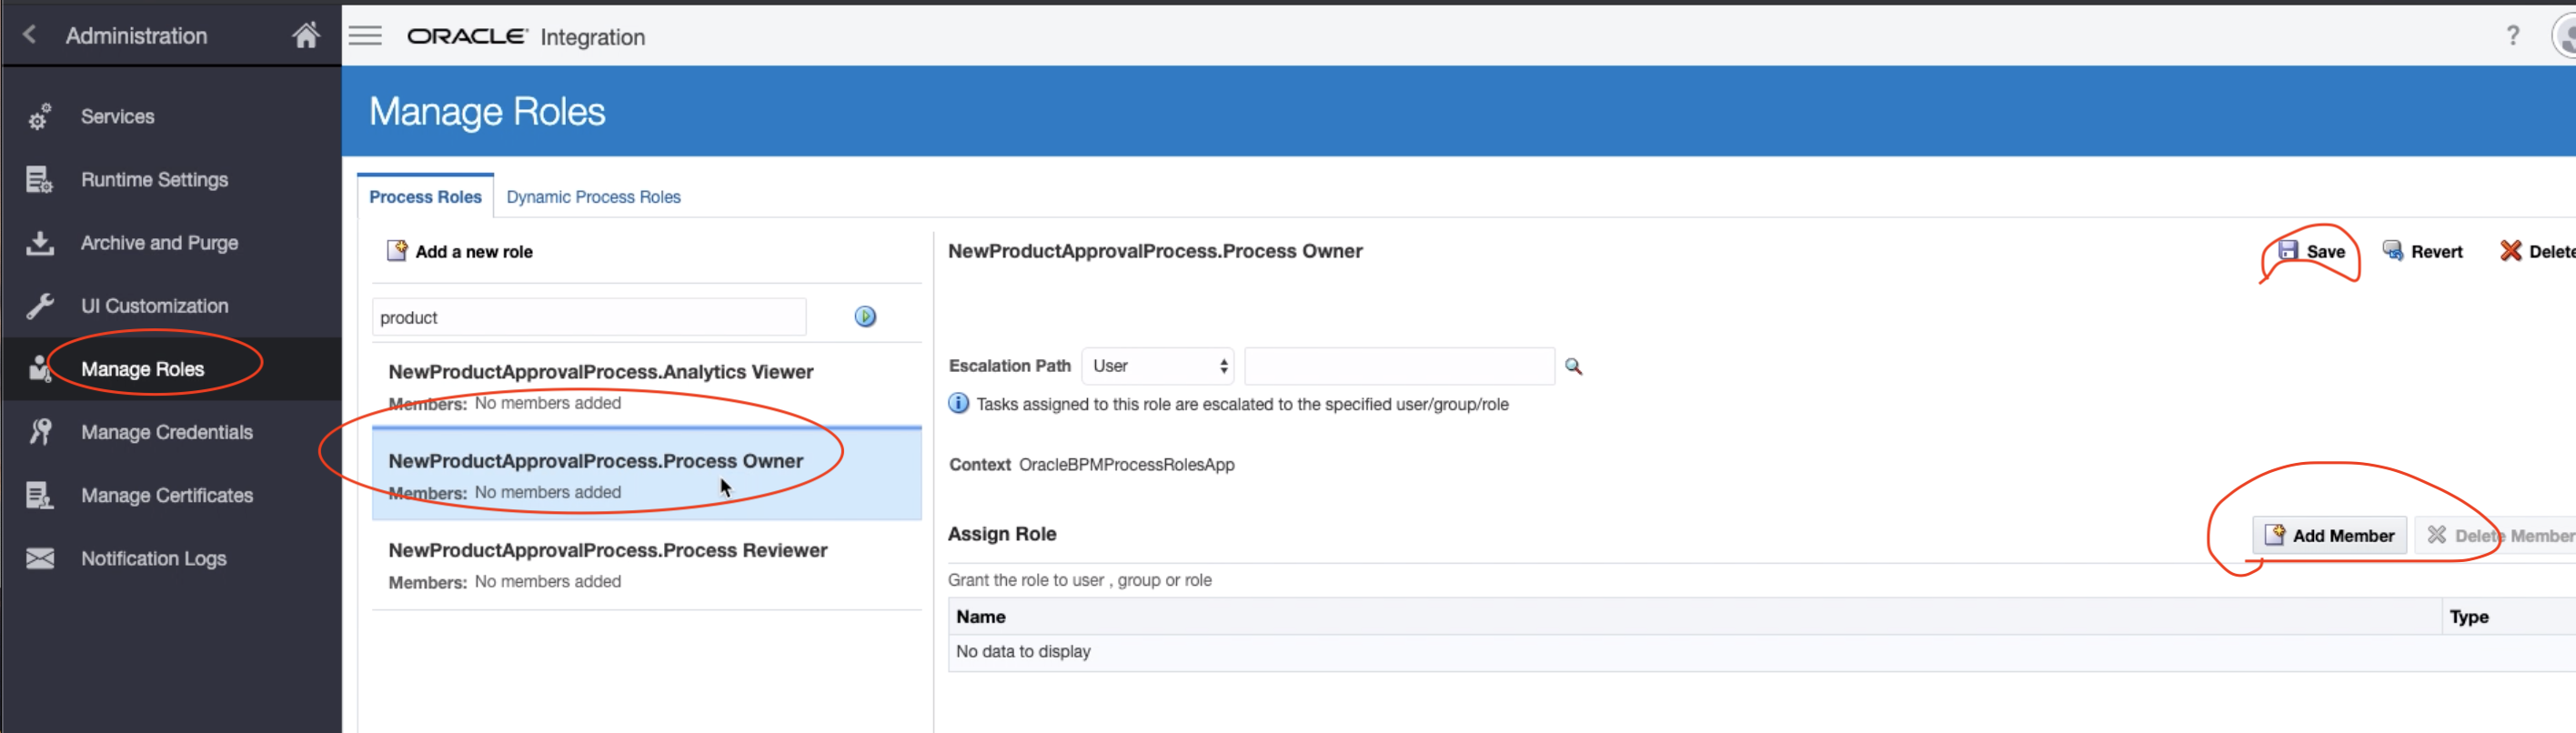 Administration
ORACLE Integration
?
Services
Runtime Settings
Archive and Purge
UI Customization
Manage Roles
Manage Credentials
Manage Certificates
Notification Logs
Manage Roles
Process Roles
Dynamic Process Roles
Add a new role
product
NewProductApprovalProcess.Analytics Viewer
Members: No members added
NewProductApprovalProcess.Process Owner
Members: No members added
NewProductApprovalProcess.Process Reviewer
Members: No members added
NewProductApprovalProcess.Process Owner
Save
Revert
Delete
Escalation Path User
Tasks assigned to this role are escalated to the specified user/group/role
Context OracleBPMProcessRolesApp
Assign Role
Add Member
Delete Member
Grant the role to user , group or role
Name
Type
No data to display